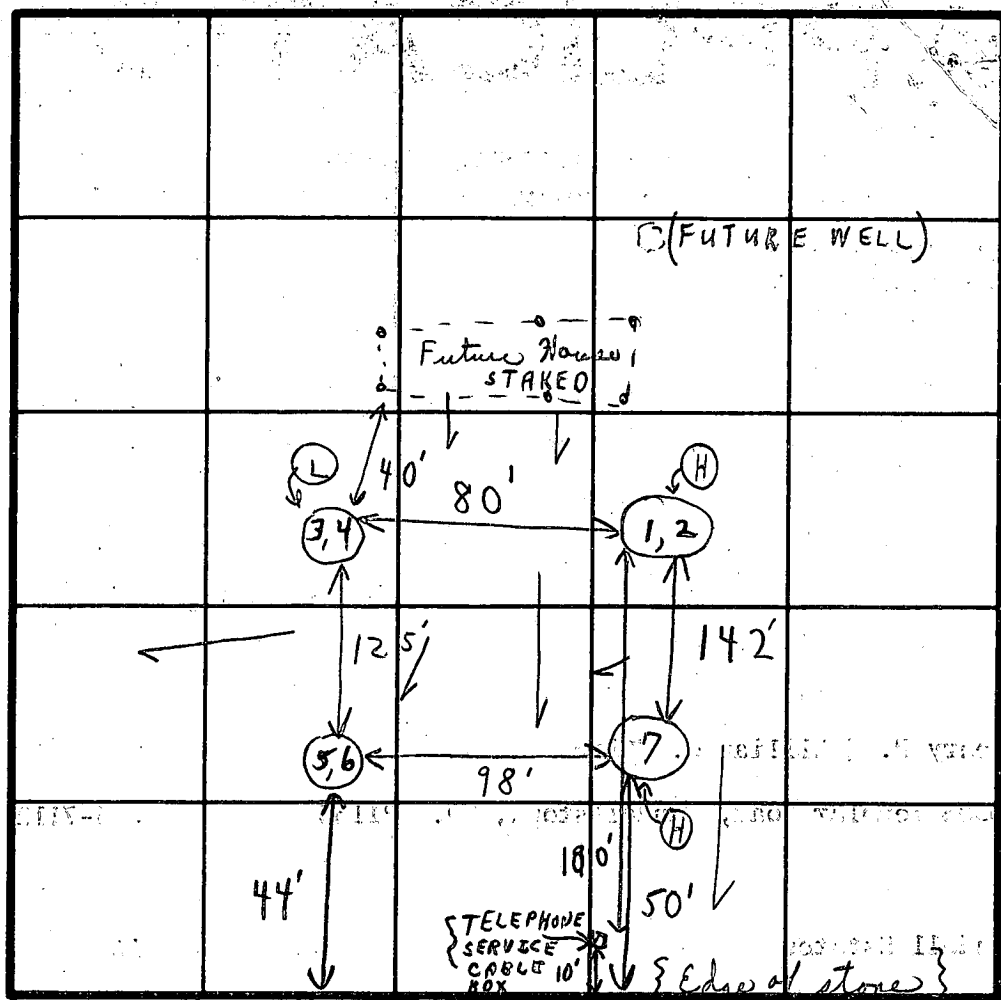 (FUTURE WELL)
Future House
STAKED
L
40'
80'
H
3,4
1,2
125'
142'
5,6
98'
7
H
44'
50'
TELEPHONE
SERVICE
CABLE
BOX
10'
{Edge of stone}